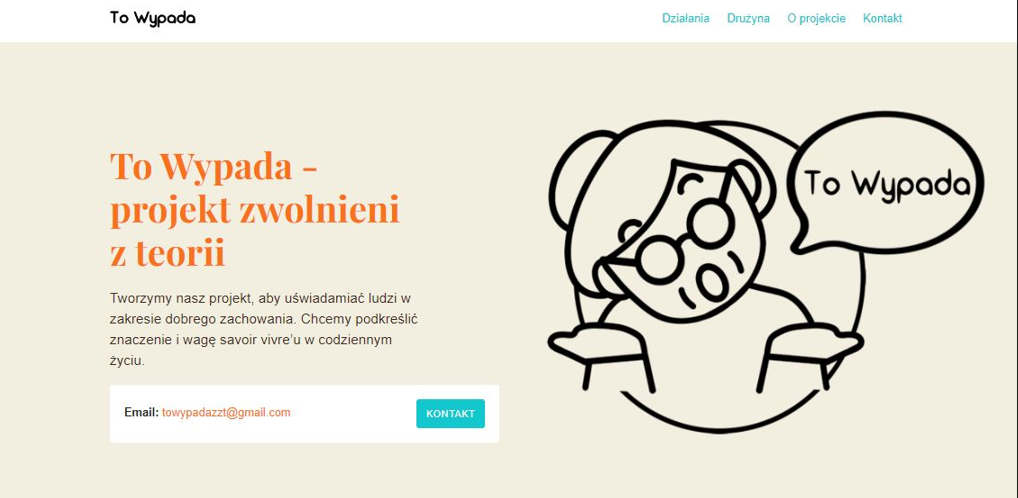 To Wypada
Działania Drużyna O projekcie Kontakt
To Wypada -
projekt zwolnieni
z teorii
Tworzymy nasz projekt, aby uświadamiać ludzi w
zakresie dobrego zachowania. Chcemy podkreślić
znaczenie i wagę savoir vivre'u w codziennym
życiu.
Email: towypadazzt@gmail.com
KONTAKT
To Wypada